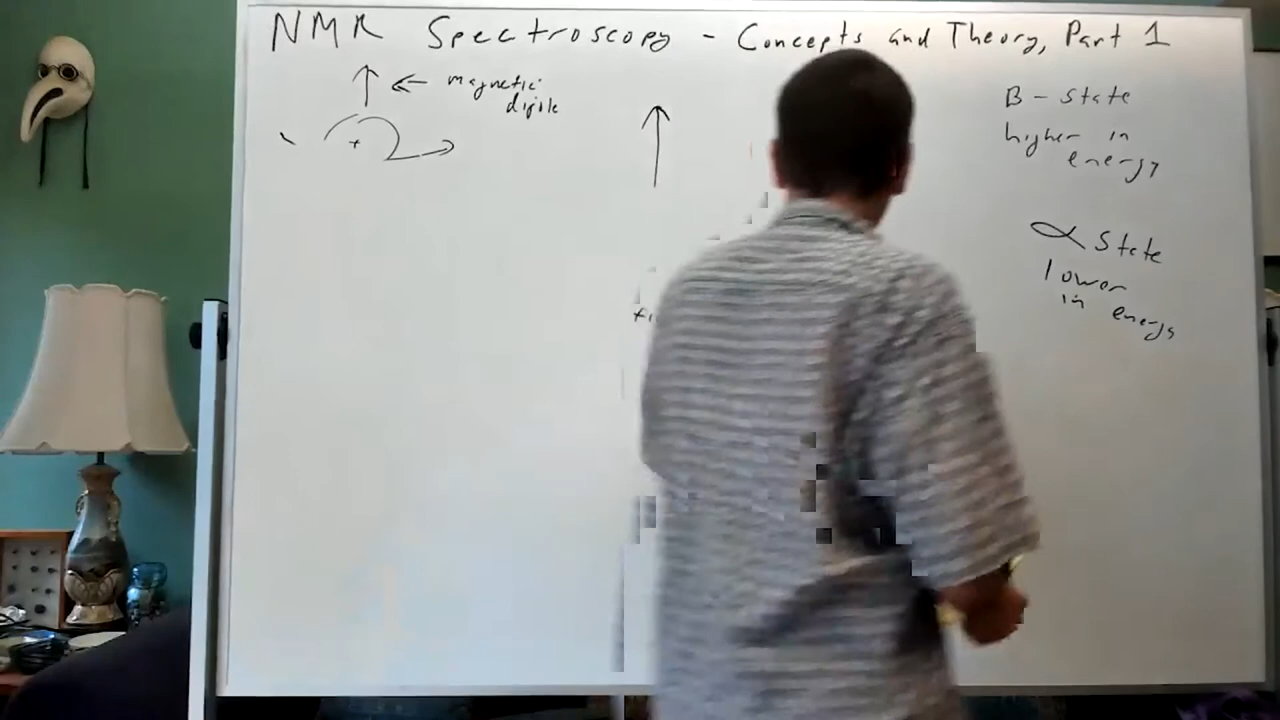 NMR Spectroscopy - Concepts and Theory, Part 1
magnetic
dipole
+
B - State
higher in
energy
α State
lower
in energy